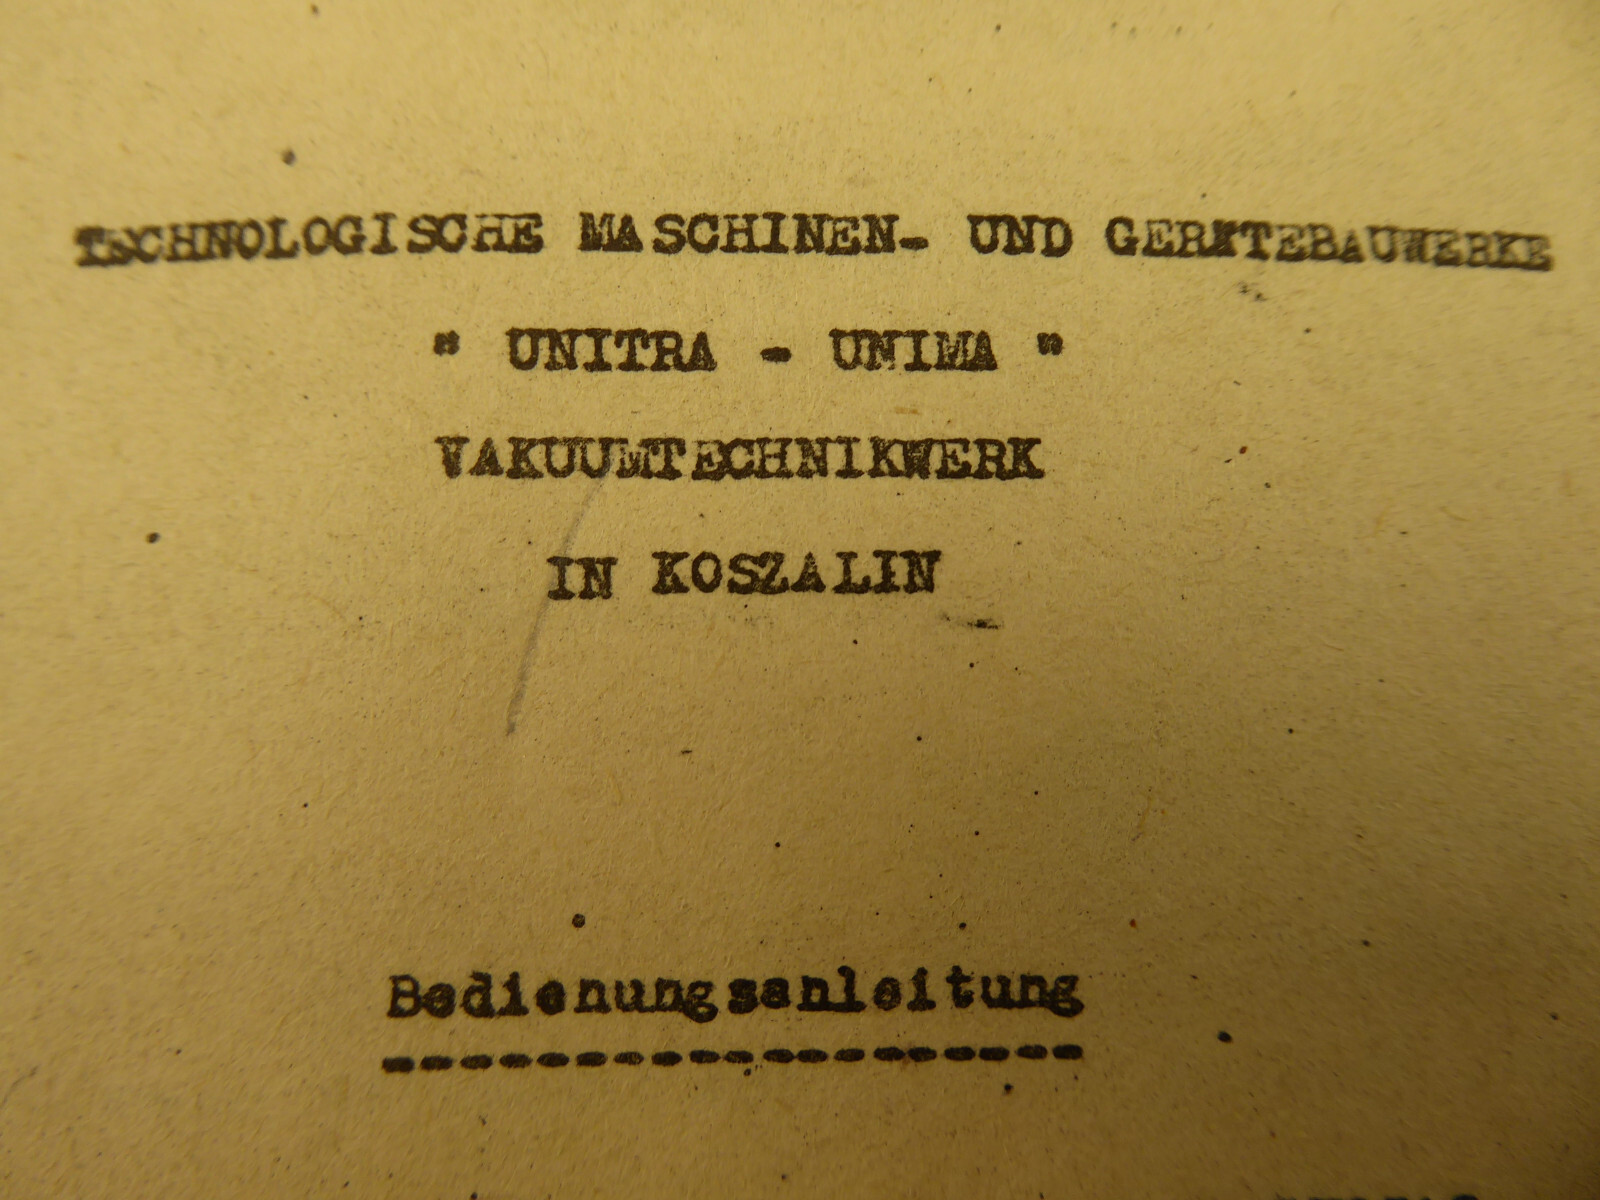 TECHNOLOGISCHE MASCHINEN- UND GERÄTEBAUWERKE
" UNITRA - UNIMA "
VAKUUMTECHNIKWERK
IN KOSZALIN
Bedienungsanleitung
-------------------